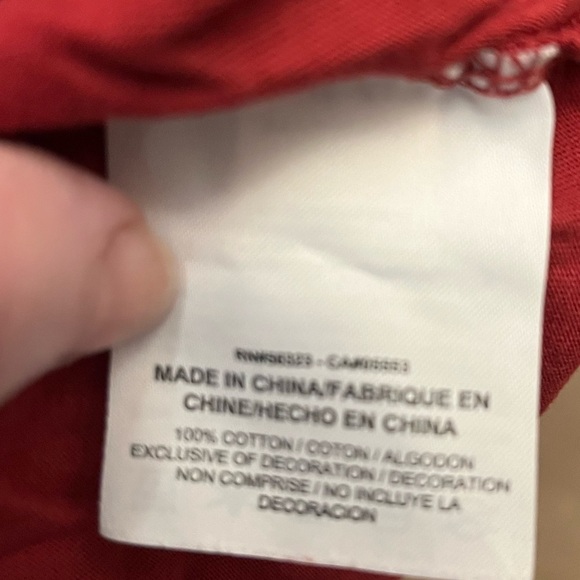 MADE IN CHINA/FABRIQUE EN
CHINE/HECHO EN CHINA
100% COTTON / COTON / ALGODON
EXCLUSIVE OF DECORATION / DECORATION
NON COMPRISE / NO INCLUYE LA
DECORACION